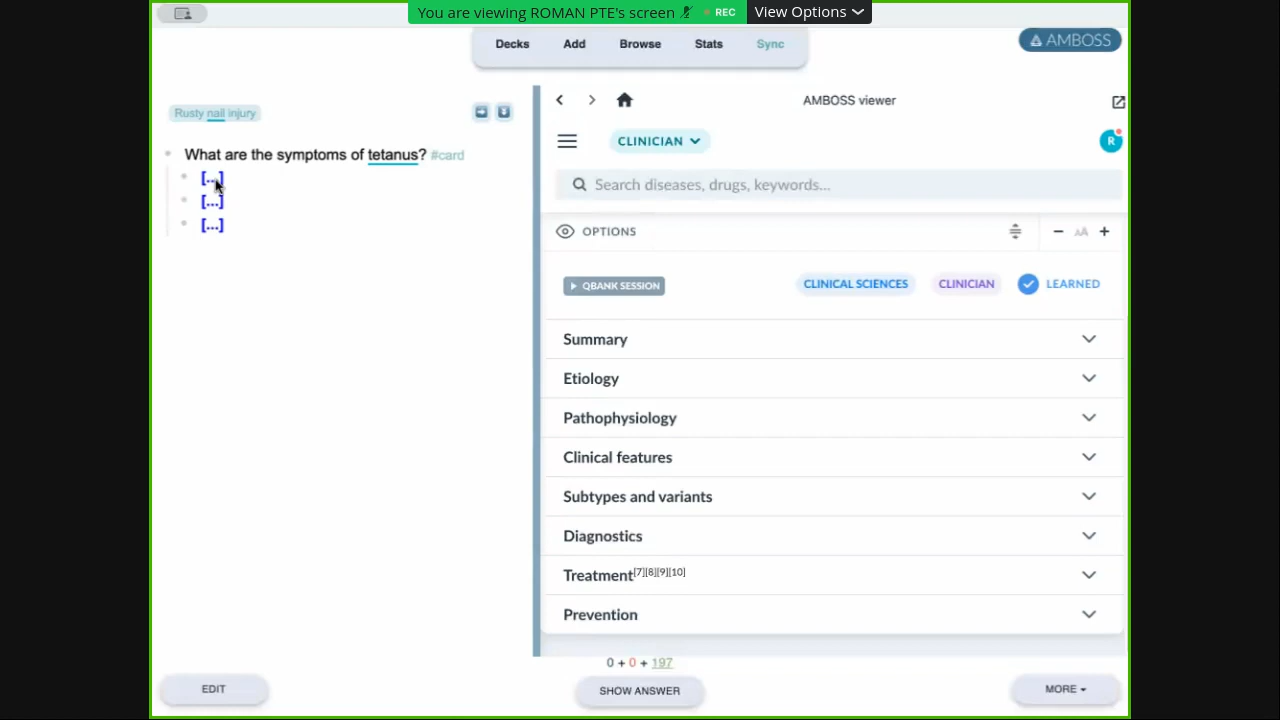 You are viewing ROMAN PTE's screen REC View Options
Decks Add Browse Stats Sync
AMBOSS
AMBOSS viewer
Rusty nail injury
CLINICIAN
R
What are the symptoms of tetanus? #card
[...]
[...]
[...]
Search diseases, drugs, keywords...
OPTIONS
AA
QBANK SESSION CLINICAL SCIENCES CLINICIAN LEARNED
Summary
Etiology
Pathophysiology
Clinical features
Subtypes and variants
Diagnostics
Treatment[7][8][9][10]
Prevention
0 + 0 + 197
EDIT SHOW ANSWER MORE